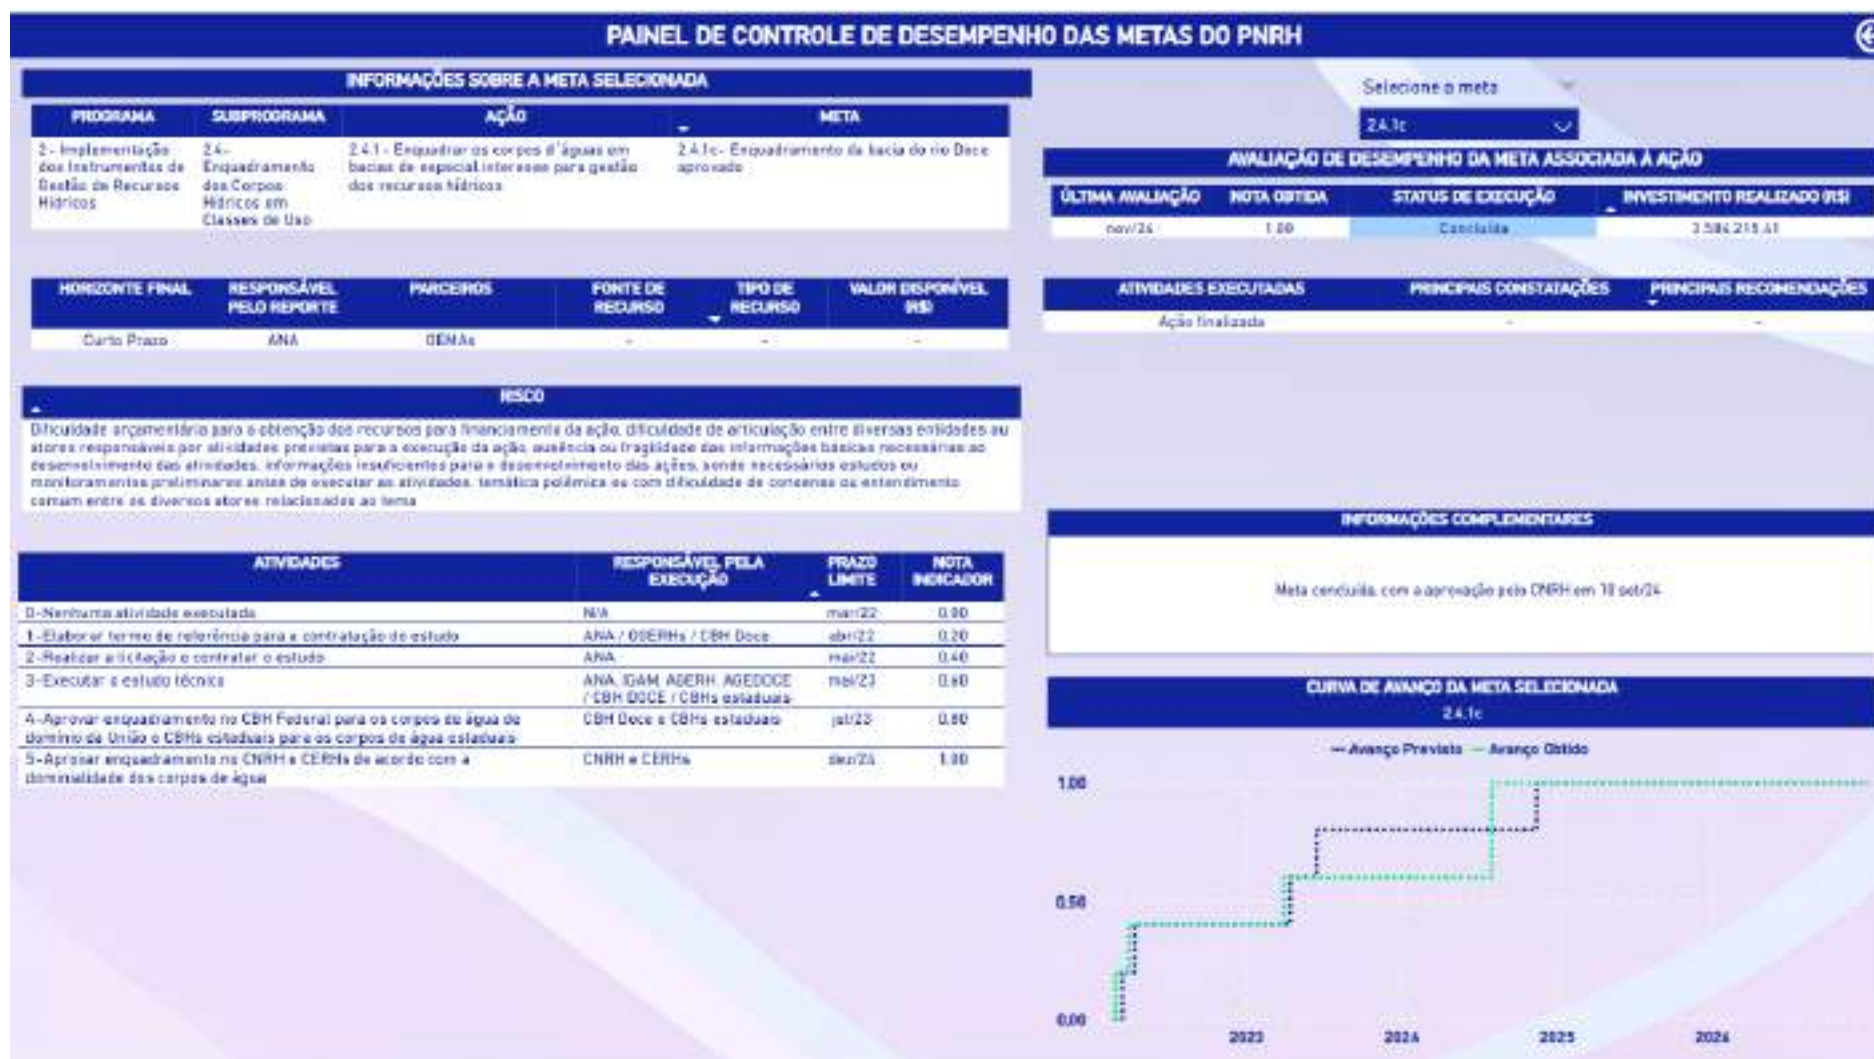 PAINEL DE CONTROLE DE DESEMPENHO DAS METAS DO PNRH
INFORMAÇÕES SOBRE A META SELECIONADA
PROGRAMA SUBPROGRAMA AÇÃO META
2- Implementação dos Instrumentos de Gestão de Recursos Hídricos
2.4- Enquadramento dos Corpos Hídricos em Classes de Uso
2.4.1- Enquadrar os corpos d'águas em bacias de especial interesse para gestão dos recursos hídricos
2.4.1c- Enquadramento da bacia do rio Doce aprovado
HORIZONTE FINAL RESPONSÁVEL PELO REPORTE PARCEIROS FONTE DE RECURSO TIPO DE RECURSO VALOR DISPONÍVEL (R$)
Curto Prazo ANA OEMAs - - -
RISCO
Dificuldade orçamentária para a obtenção dos recursos para financiamento da ação, dificuldade de articulação entre diversas entidades ou
atores responsáveis por atividades previstas para a execução da ação, ausência ou fragilidade das informações básicas necessárias ao
desenvolvimento das atividades, informações insuficientes para o desenvolvimento das ações, sendo necessários estudos ou
monitoramentos preliminares antes de executar as atividades, temática polêmica ou com dificuldade de consenso ou entendimento
comum entre os diversos atores relacionados ao tema
ATIVIDADES RESPONSÁVEL PELA EXECUÇÃO PRAZO LIMITE NOTA INDICADOR
0-Nenhuma atividade executada N/A mar/22 0.00
1-Elaborar termo de referência para a contratação do estudo ANA / OGERHs / CBH Doce abr/22 0.20
2-Realizar a licitação e contratar o estudo ANA mai/22 0.40
3-Executar o estudo técnico ANA, IGAM, AGERH, AGEDOCE / CBH DOCE / CBHs estaduais mai/23 0.60
4-Aprovar enquadramento no CBH Federal para os corpos de água de domínio da União e CBHs estaduais para os corpos de água estaduais CBH Doce e CBHs estaduais jul/23 0.80
5-Aprovar enquadramento no CNRH e CERHs de acordo com a dominialidade dos corpos de água CNRH e CERHs dez/24 1.00
Selecione a meta
2.4.1c
AVALIAÇÃO DE DESEMPENHO DA META ASSOCIADA À AÇÃO
ÚLTIMA AVALIAÇÃO NOTA OBTIDA STATUS DE EXECUÇÃO INVESTIMENTO REALIZADO (R$)
nov/24 1.00 Concluída 3.584.215,41
ATIVIDADES EXECUTADAS PRINCIPAIS CONSTATAÇÕES PRINCIPAIS RECOMENDAÇÕES
Ação finalizada - -
INFORMAÇÕES COMPLEMENTARES
Meta concluída, com a aprovação pelo CNRH em set/24
CURVA DE AVANÇO DA META SELECIONADA
2.4.1c
Avanço Previsto Avanço Obtido
1.00
0.50
0.00
2023 2024 2025 2026